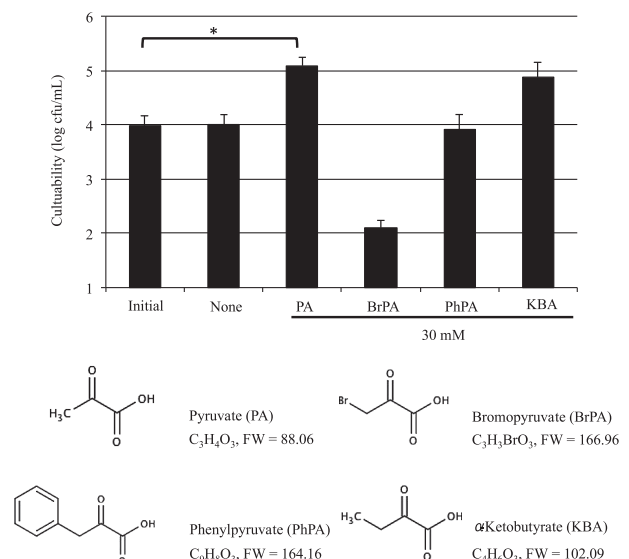 6
*
5
4
3
2
1
Cultuability (log cfu/mL)
Initial None PA BrPA PhPA KBA
30 mM
O
H₃C OH
O
Pyruvate (PA)
C₃H₄O₃, FW = 88.06
O
Br OH
O
Bromopyruvate (BrPA)
C₃H₃BrO₃, FW = 166.96
O
OH
O
Phenylpyruvate (PhPA)
C₉H₈O₃, FW = 164.16
O
H₃C OH
O
αKetobutyrate (KBA)
C₄H₆O₃, FW = 102.09